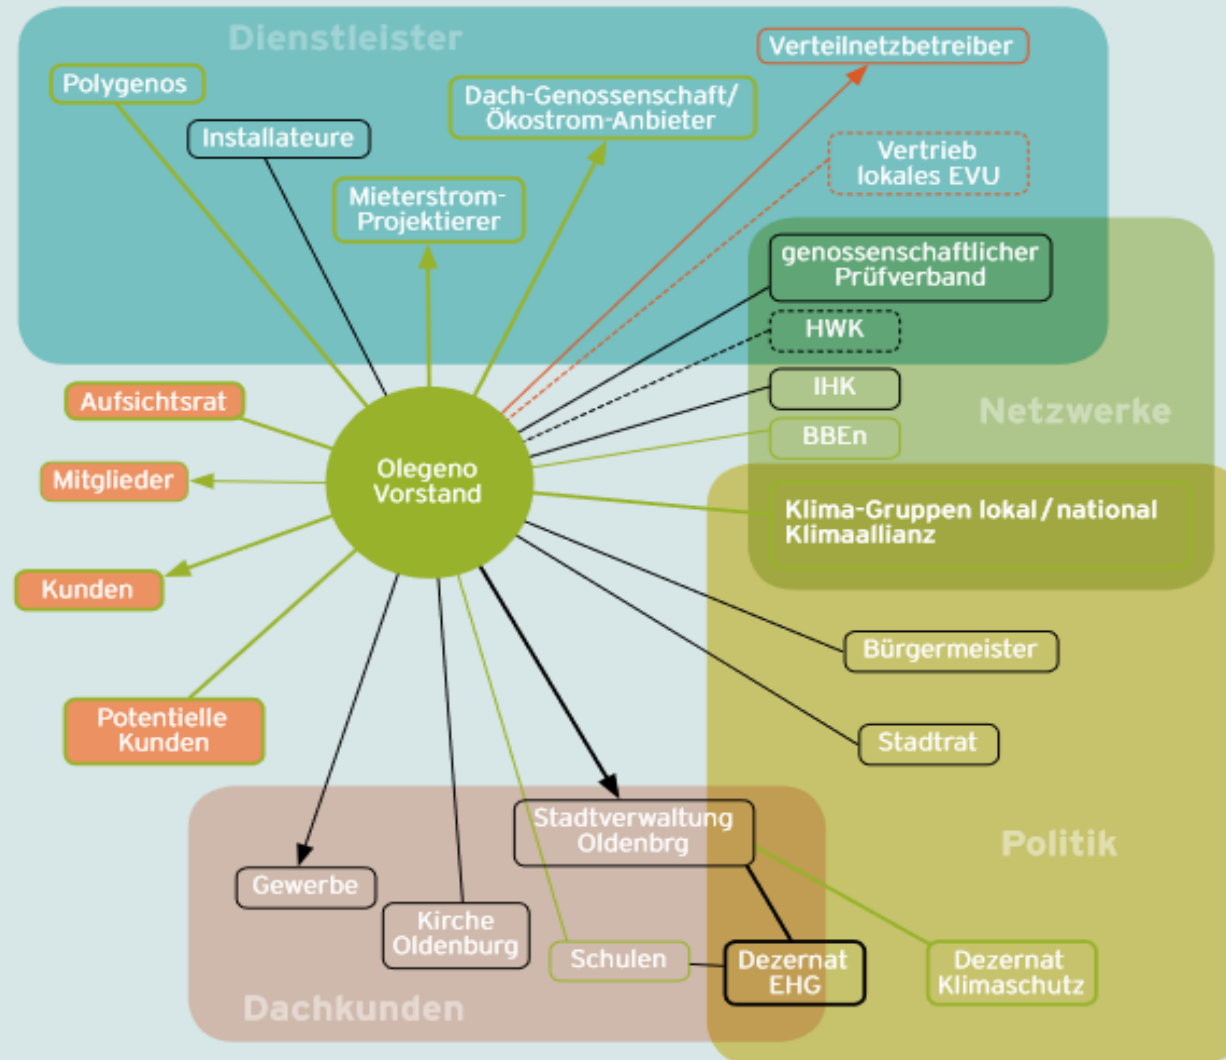 Dienstleister
Verteilnetzbetreiber
Polygenos
Dach-Genossenschaft/
Ökostrom-Anbieter
Installateure
Vertrieb
lokales EVU
Mieterstrom-
Projektierer
genossenschaftlicher
Prüfverband
HWK
IHK
Netzwerke
BBEn
Aufsichtsrat
Mitglieder
Olegeno
Vorstand
Klima-Gruppen lokal/national
Klimaallianz
Kunden
Bürgermeister
Potentielle
Kunden
Stadtrat
Stadtverwaltung
Oldenbrg
Politik
Gewerbe
Kirche
Oldenburg
Schulen
Dezernat
EHG
Dezernat
Klimaschutz
Dachkunden